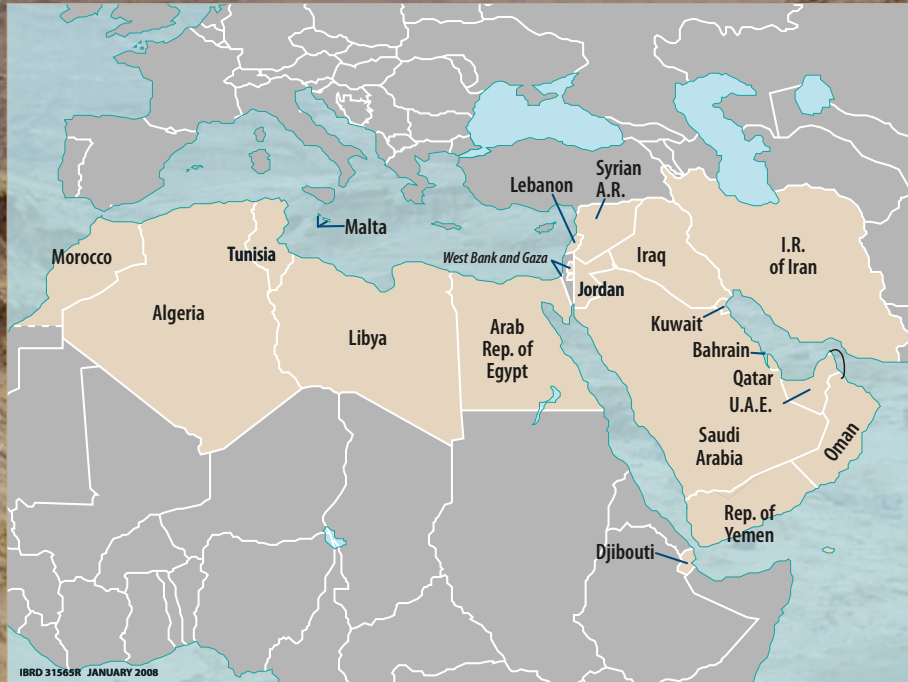 Syrian
A.R.
Lebanon
Malta
Morocco
Tunisia
West Bank and Gaza
Iraq
I.R.
of Iran
Jordan
Algeria
Libya
Arab
Rep. of
Egypt
Kuwait
Bahrain
Qatar
U.A.E.
Saudi
Arabia
Oman
Rep. of
Yemen
Djibouti
IBRD 31565R JANUARY 2008